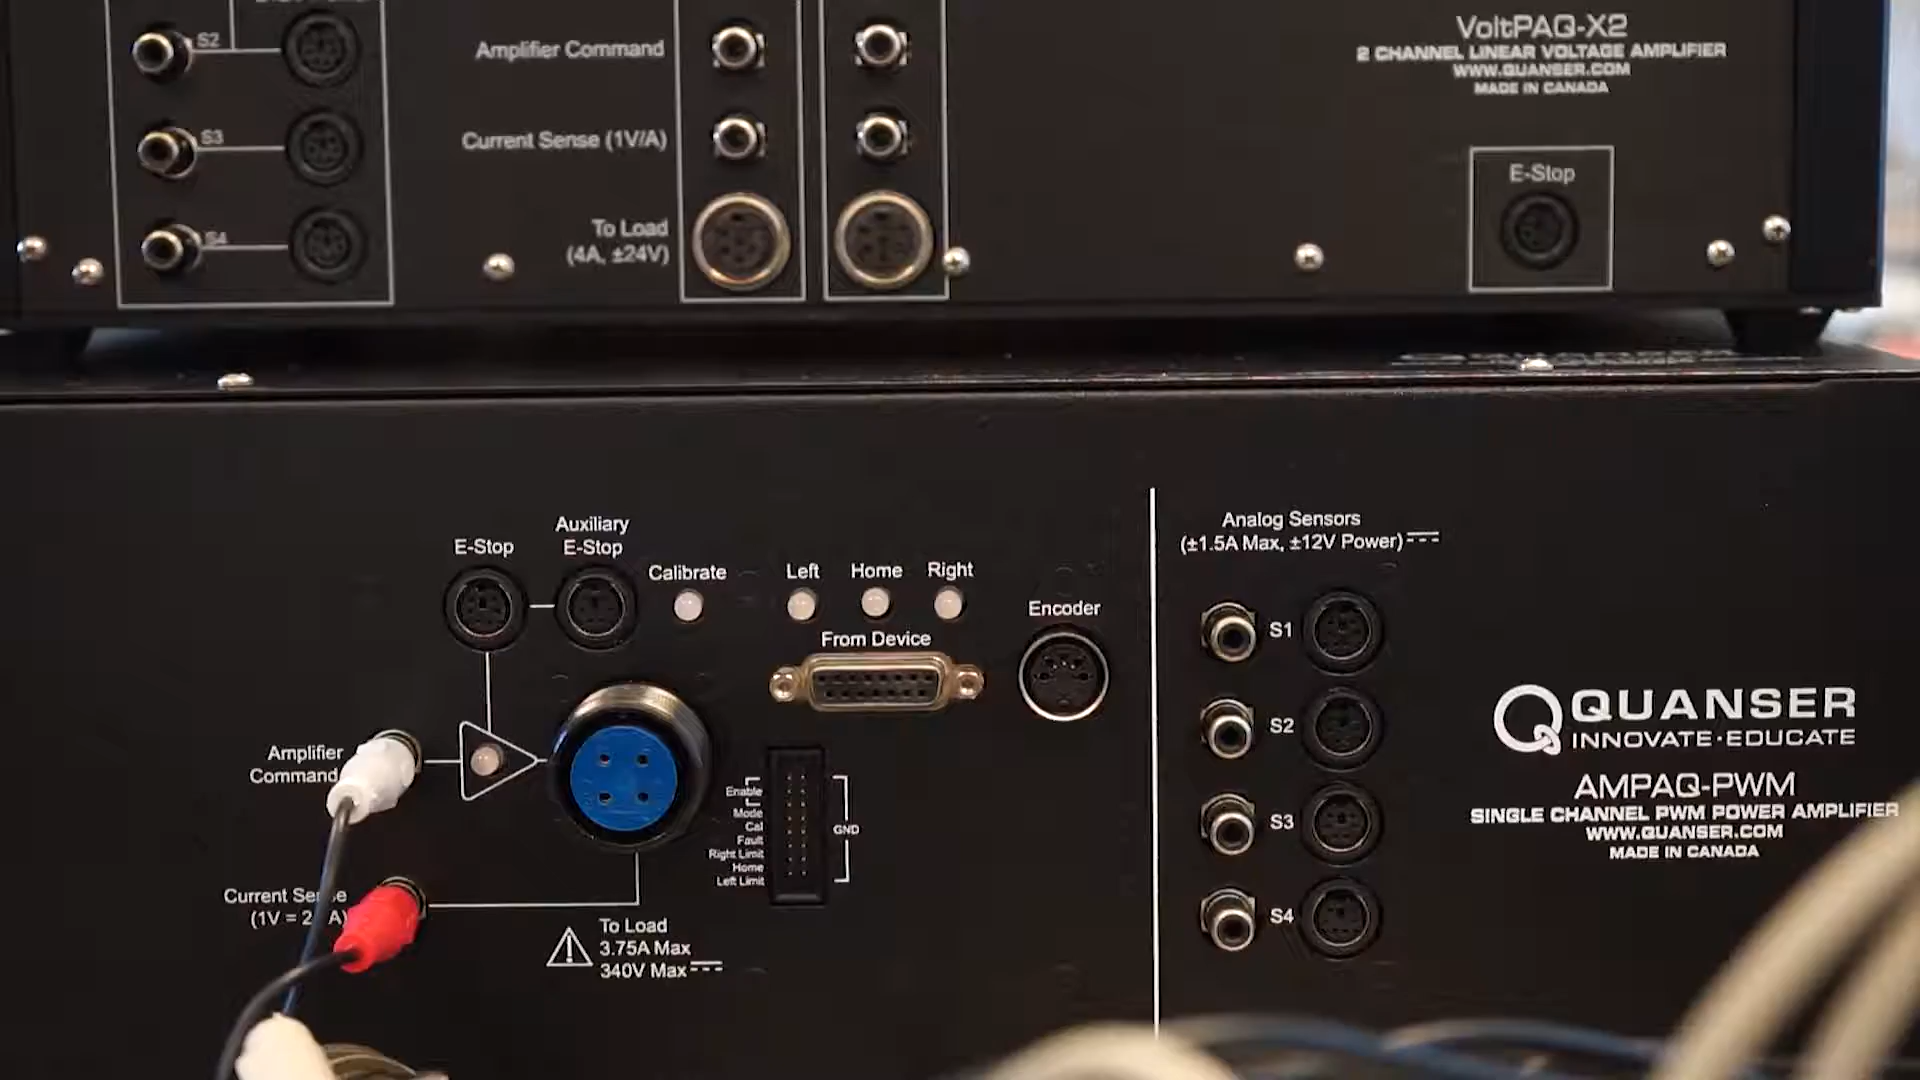 S2
S3
S4
Amplifier Command
Current Sense (1V/A)
To Load
(4A, ±24V)
VoltPAQ-X2
2 CHANNEL LINEAR VOLTAGE AMPLIFIER
WWW.QUANSER.COM
MADE IN CANADA
E-Stop
E-Stop
Auxiliary
E-Stop
Calibrate
Left
Home
Right
From Device
Encoder
Amplifier
Command
Current
(1V = 2 A)
Enable
Mode
Cal
Fault
Right Limit
Home
Left Limit
GND
To Load
3.75A Max
340V Max
Analog Sensors
(±1.5A Max, ±12V Power)
S1
S2
S3
S4
QUANSER
INNOVATE·EDUCATE
AMPAQ-PWM
SINGLE CHANNEL PWM POWER AMPLIFIER
WWW.QUANSER.COM
MADE IN CANADA